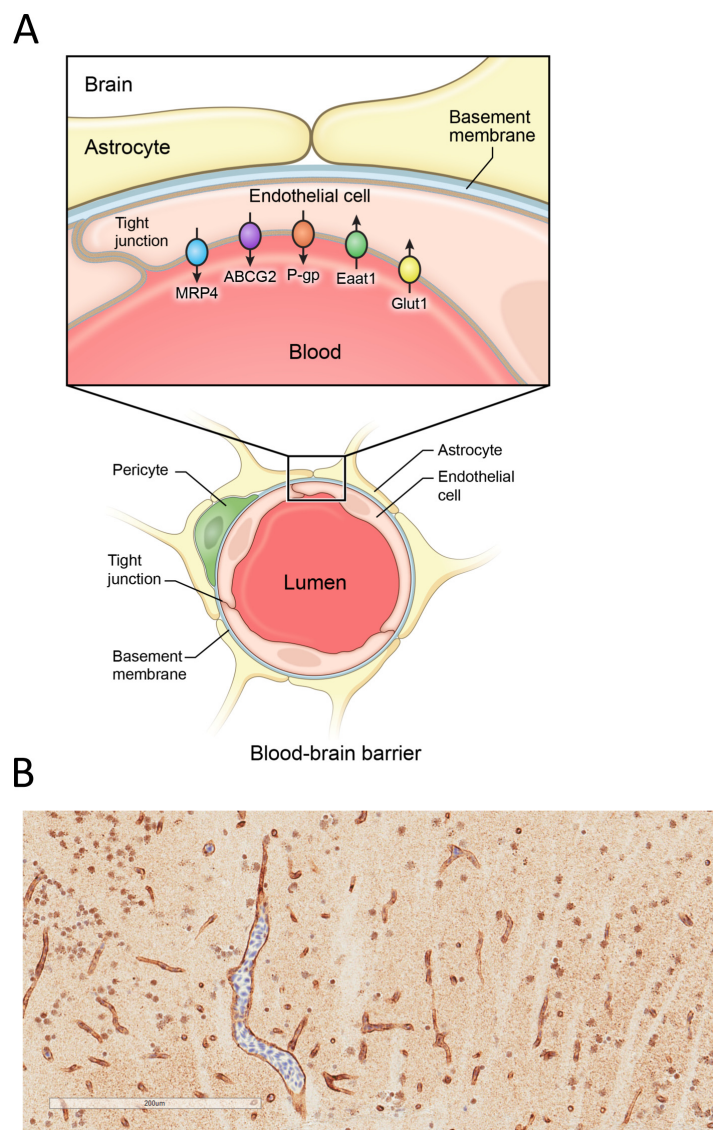 A
Brain
Astrocyte
Basement
membrane
Endothelial cell
Tight
junction
MRP4
ABCG2
P-gp
Eaat1
Glut1
Blood
Pericyte
Astrocyte
Endothelial
cell
Tight
junction
Lumen
Basement
membrane
Blood-brain barrier
B
200um